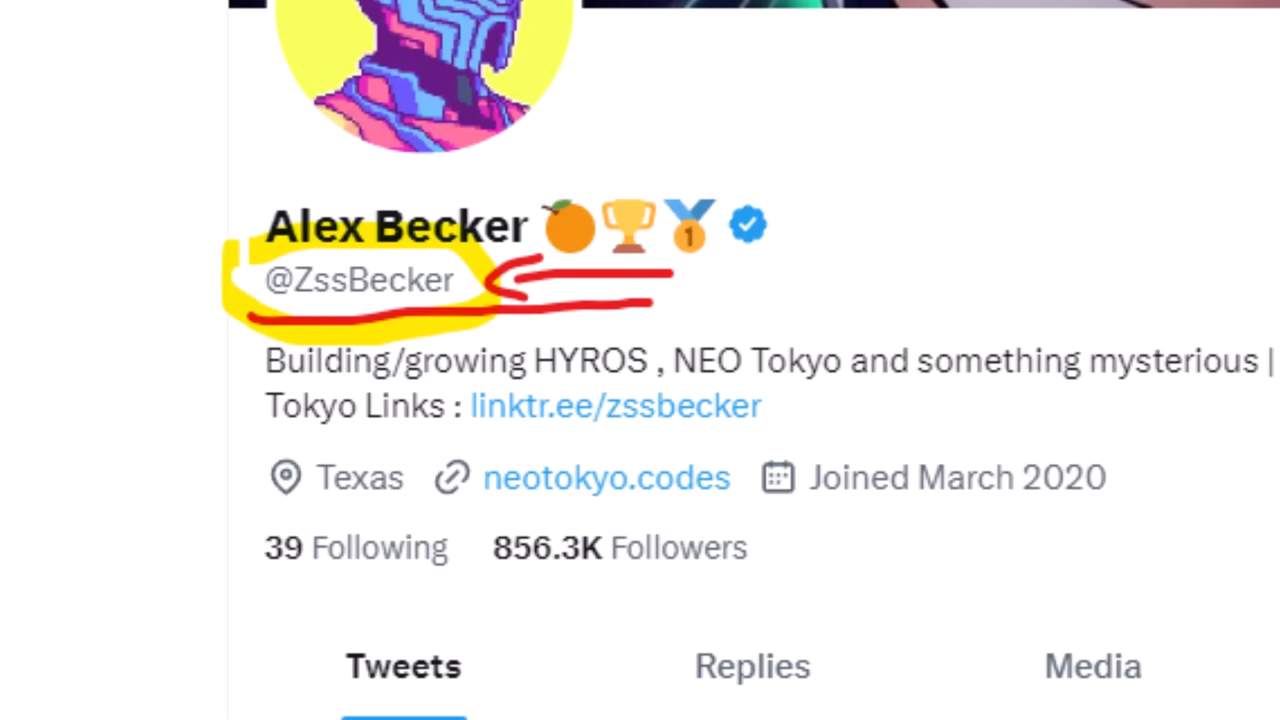 Alex Becker 🍊🏆🥇
@ZssBecker
Building/growing HYROS , NEO Tokyo and something mysterious |
Tokyo Links : linktr.ee/zssbecker
Texas neotokyo.codes Joined March 2020
39 Following 856.3K Followers
Tweets Replies Media